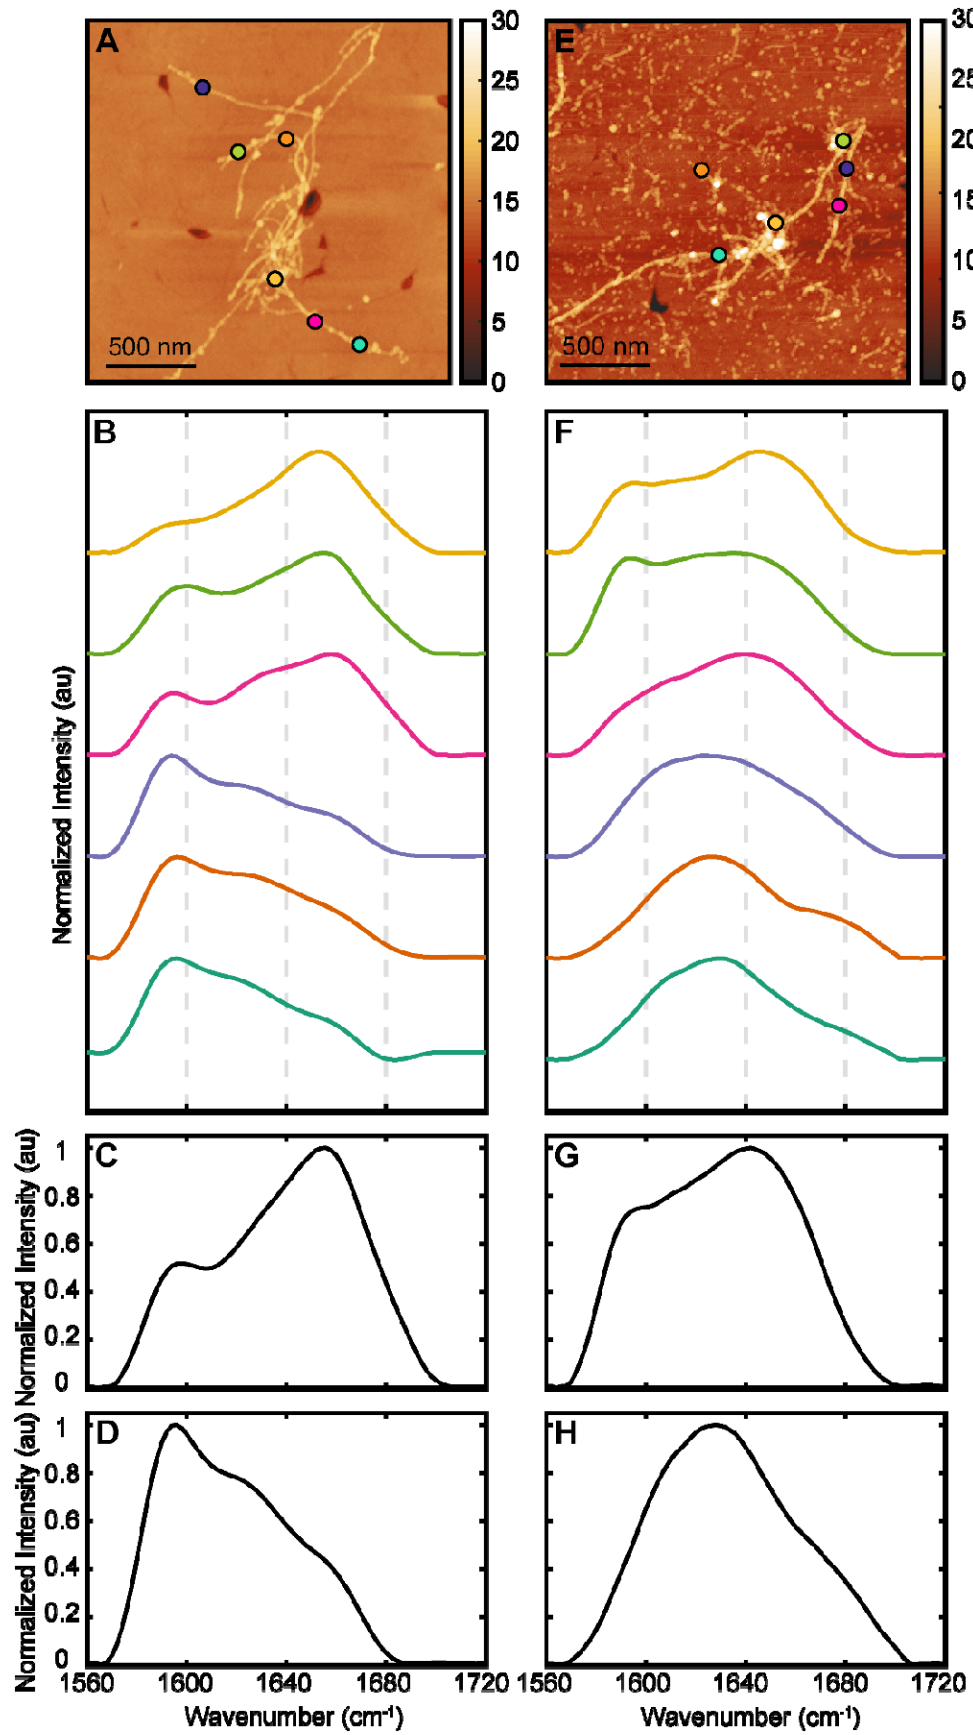 A
30
25
20
15
10
5
0
500 nm
E
30
25
20
15
10
5
0
500 nm
B
F
Normalized Intensity (au)
C
G
Normalized Intensity (au)
1
0.8
0.6
0.4
0.2
0
D
H
Normalized Intensity (au)
1
0.8
0.6
0.4
0.2
0
1560 1600 1640 1680 1720
1560 1600 1640 1680 1720
Wavenumber (cm-1)
Wavenumber (cm-1)